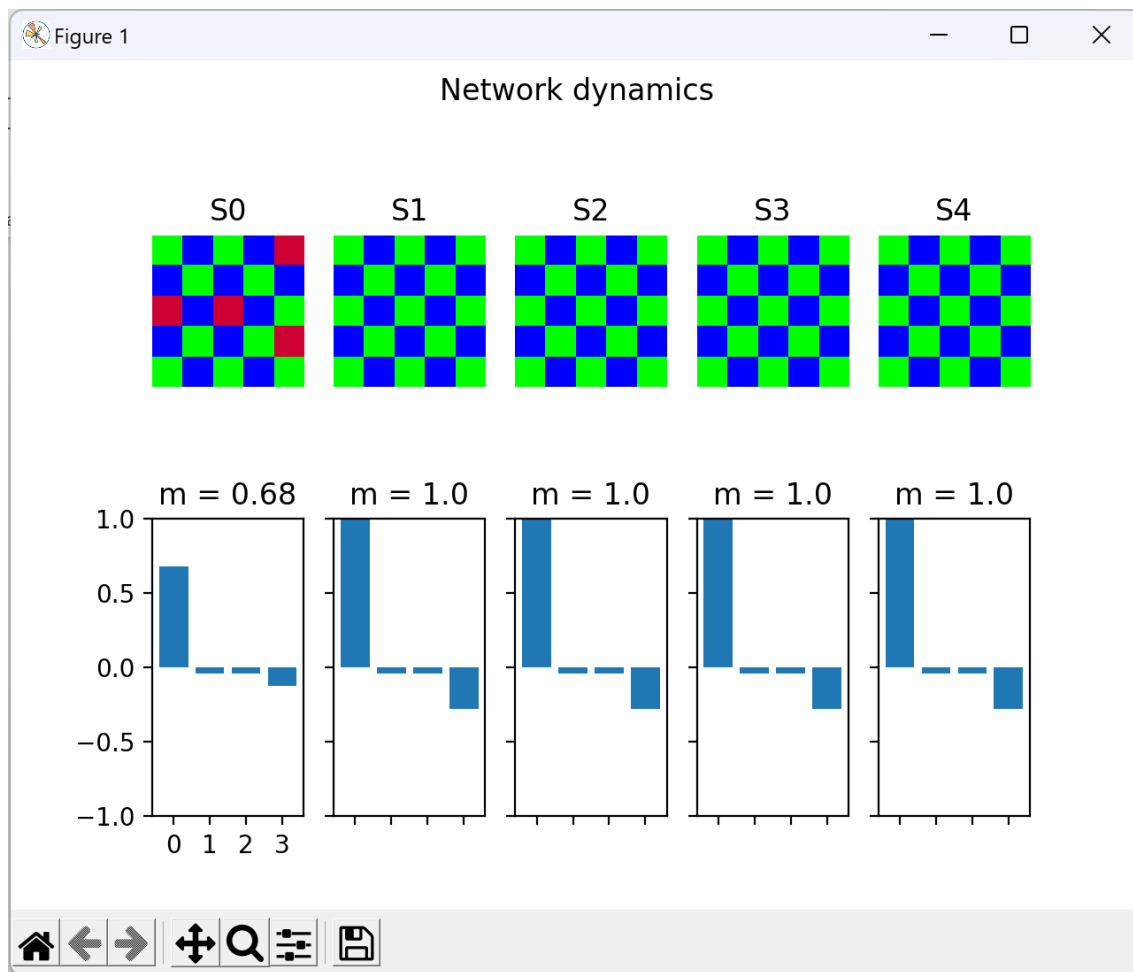 Figure 1
Network dynamics
S0 S1 S2 S3 S4
m = 0.68 m = 1.0 m = 1.0 m = 1.0 m = 1.0
1.0
0.5
0.0
−0.5
−1.0
0 1 2 3